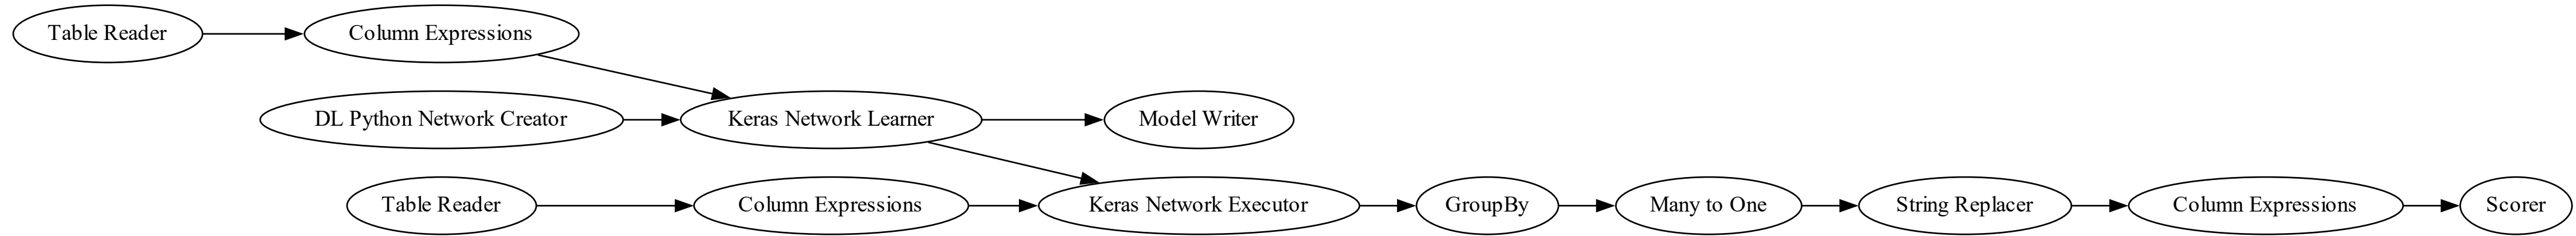 Table Reader
Column Expressions
DL Python Network Creator
Keras Network Learner
Model Writer
Table Reader
Column Expressions
Keras Network Executor
GroupBy
Many to One
String Replacer
Column Expressions
Scorer